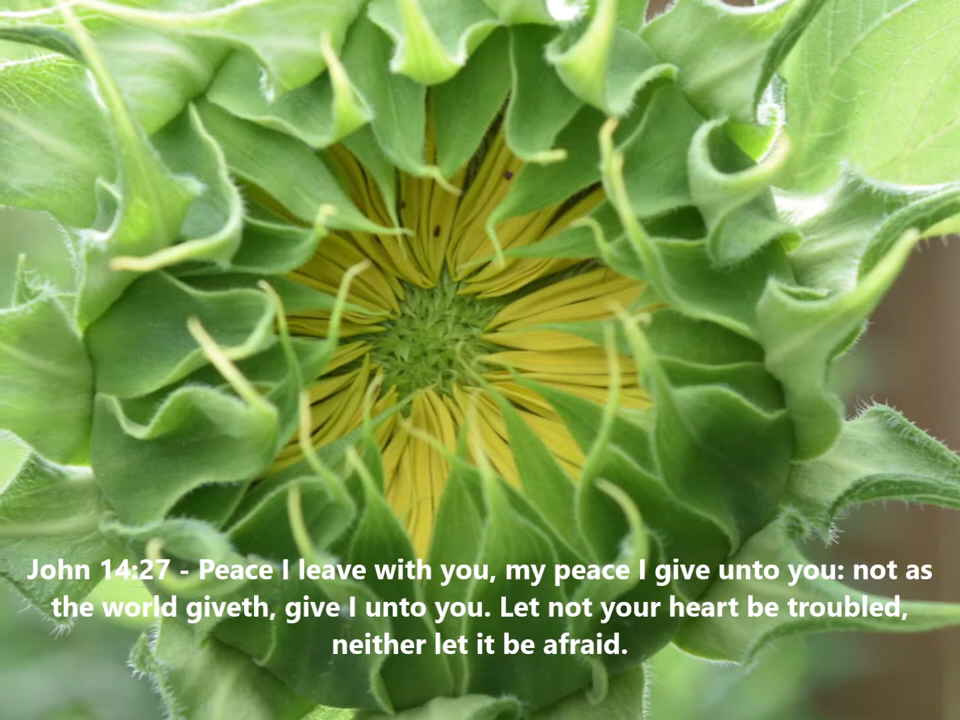 John 14:27 - Peace I leave with you, my peace I give unto you: not as
the world giveth, give I unto you. Let not your heart be troubled,
neither let it be afraid.